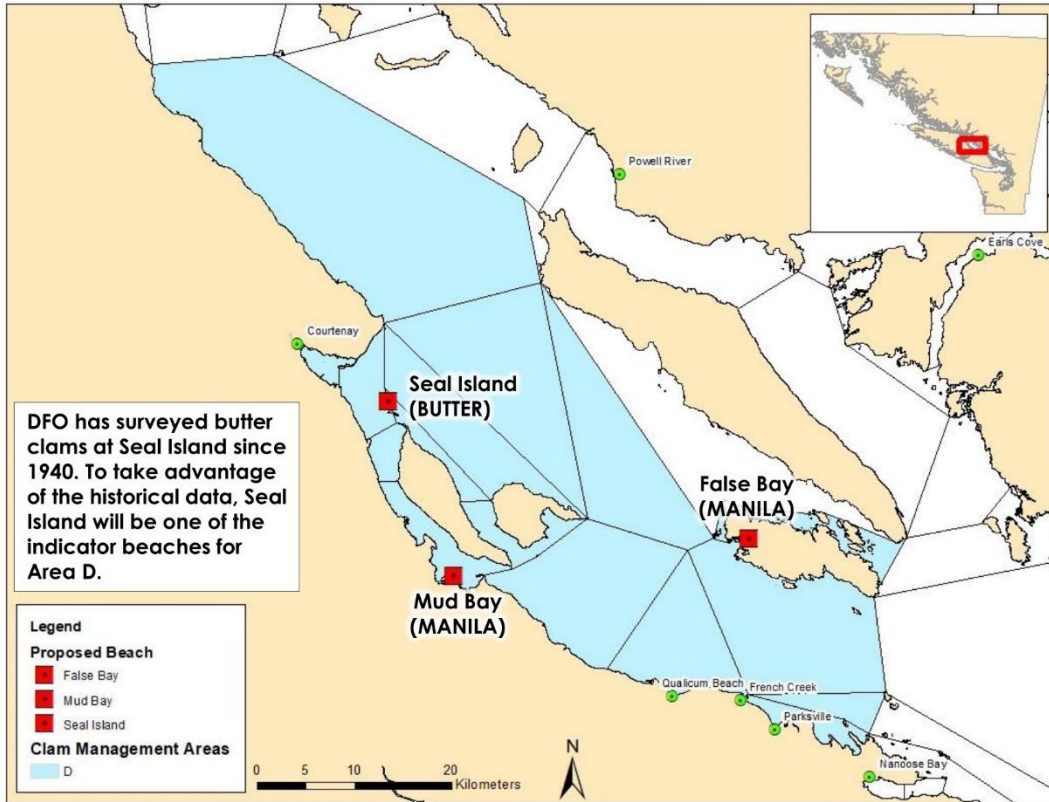 Powell River
Earls Cove
Courtenay
Seal Island
(BUTTER)
DFO has surveyed butter
clams at Seal Island since
1940. To take advantage
of the historical data, Seal
Island will be one of the
indicator beaches for
Area D.
False Bay
(MANILA)
Mud Bay
(MANILA)
Qualicum Beach
French Creek
Parksville
Nanoose Bay
Legend
Proposed Beach
False Bay
Mud Bay
Seal Island
Clam Management Areas
D
N
0 5 10 20
Kilometers